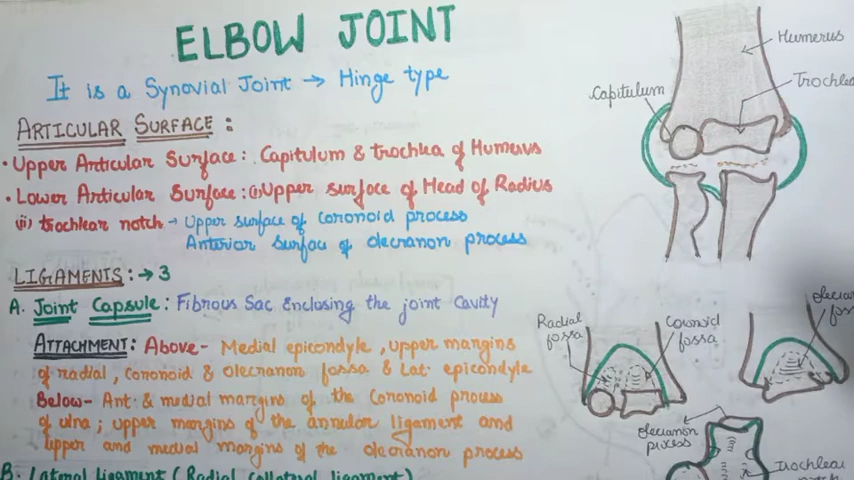 ELBOW JOINT
It is a Synovial Joint → Hinge type
ARTICULAR SURFACE :
• Upper Articular Surface : Capitulum & trochlea of Humerus
• Lower Articular Surface : (i) Upper surface of Head of Radius
(ii) trochlear notch → Upper surface of coronoid process
Anterior surface of olecranon process
LIGAMENTS : → 3
A. Joint Capsule : Fibrous Sac Enclosing the joint Cavity
ATTACHMENT : Above - Medial epicondyle, upper margins
of radial, coronoid & olecranon fossa & Lat. epicondyle
Below - Ant. & medial margins of the coronoid process
of ulna ; upper margins of the annular ligament and
upper and medial margins of the olecranon process
B. Lateral Ligament (Radial collateral ligament)
Humerus
Trochlea
Capitulum
Radial fossa
Coronoid fossa
olecranon
process
Trochlear